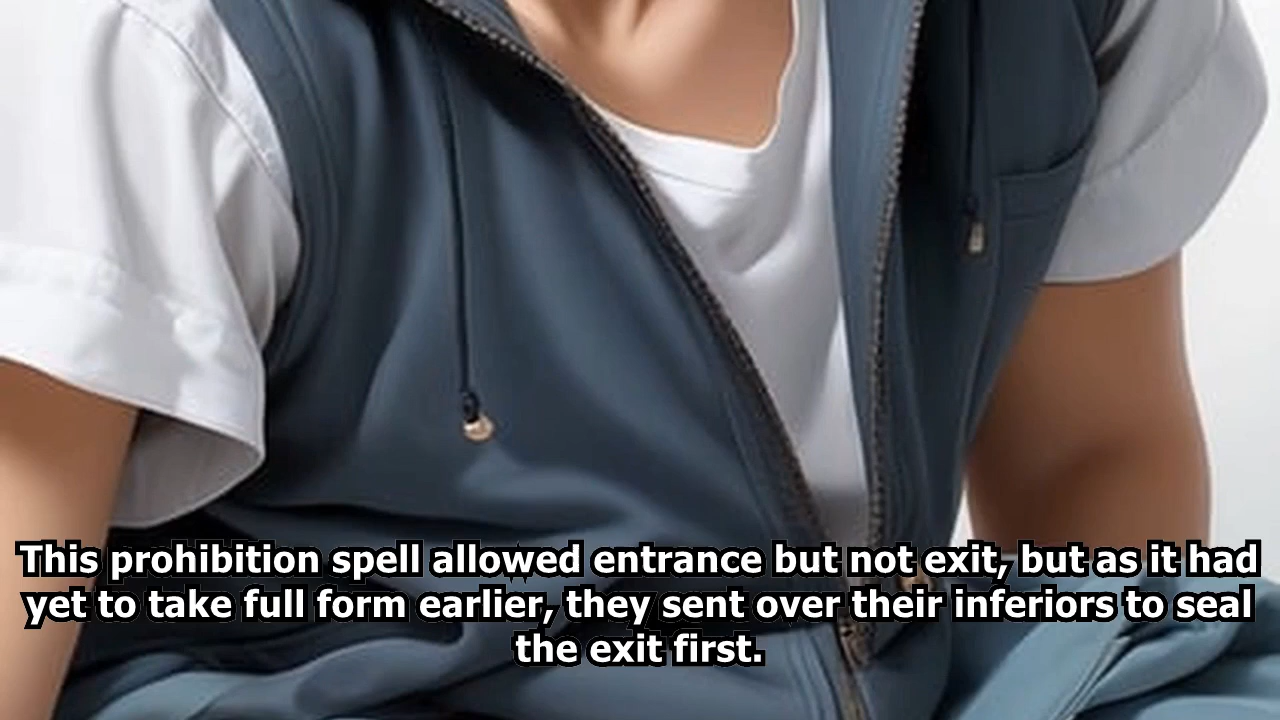 This prohibition spell allowed entrance but not exit, but as it had
yet to take full form earlier, they sent over their inferiors to seal
the exit first.